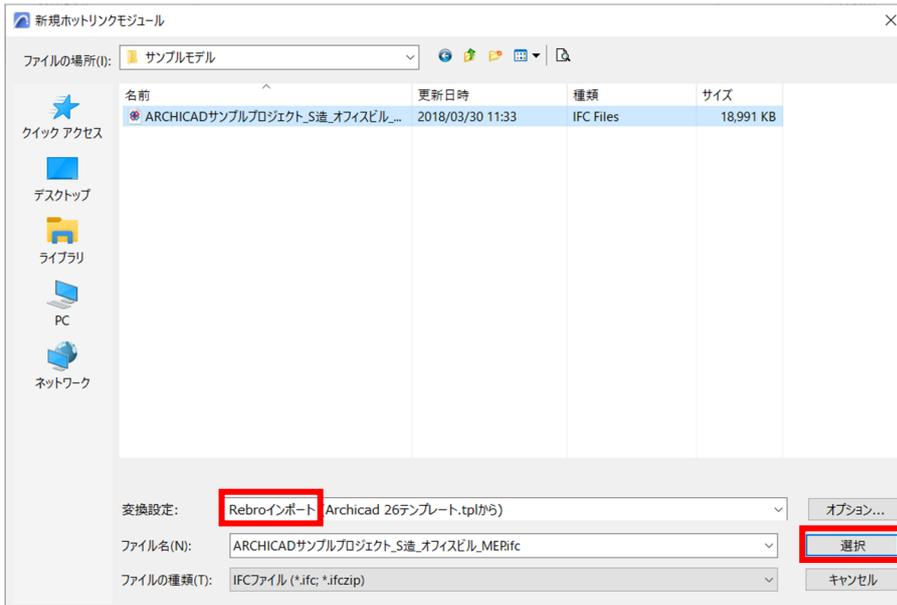 新規ホットリンクモジュール
ファイルの場所(I): サンプルモデル
名前 更新日時 種類 サイズ
ARCHICADサンプルプロジェクト_S造_オフィスビル_... 2018/03/30 11:33 IFC Files 18,991 KB
クイック アクセス
デスクトップ
ライブラリ
PC
ネットワーク
変換設定: Rebroインポート (Archicad 26テンプレート.tplから) オプション...
ファイル名(N): ARCHICADサンプルプロジェクト_S造_オフィスビル_MEP.ifc 選択
ファイルの種類(T): IFCファイル (*.ifc; *.ifczip) キャンセル